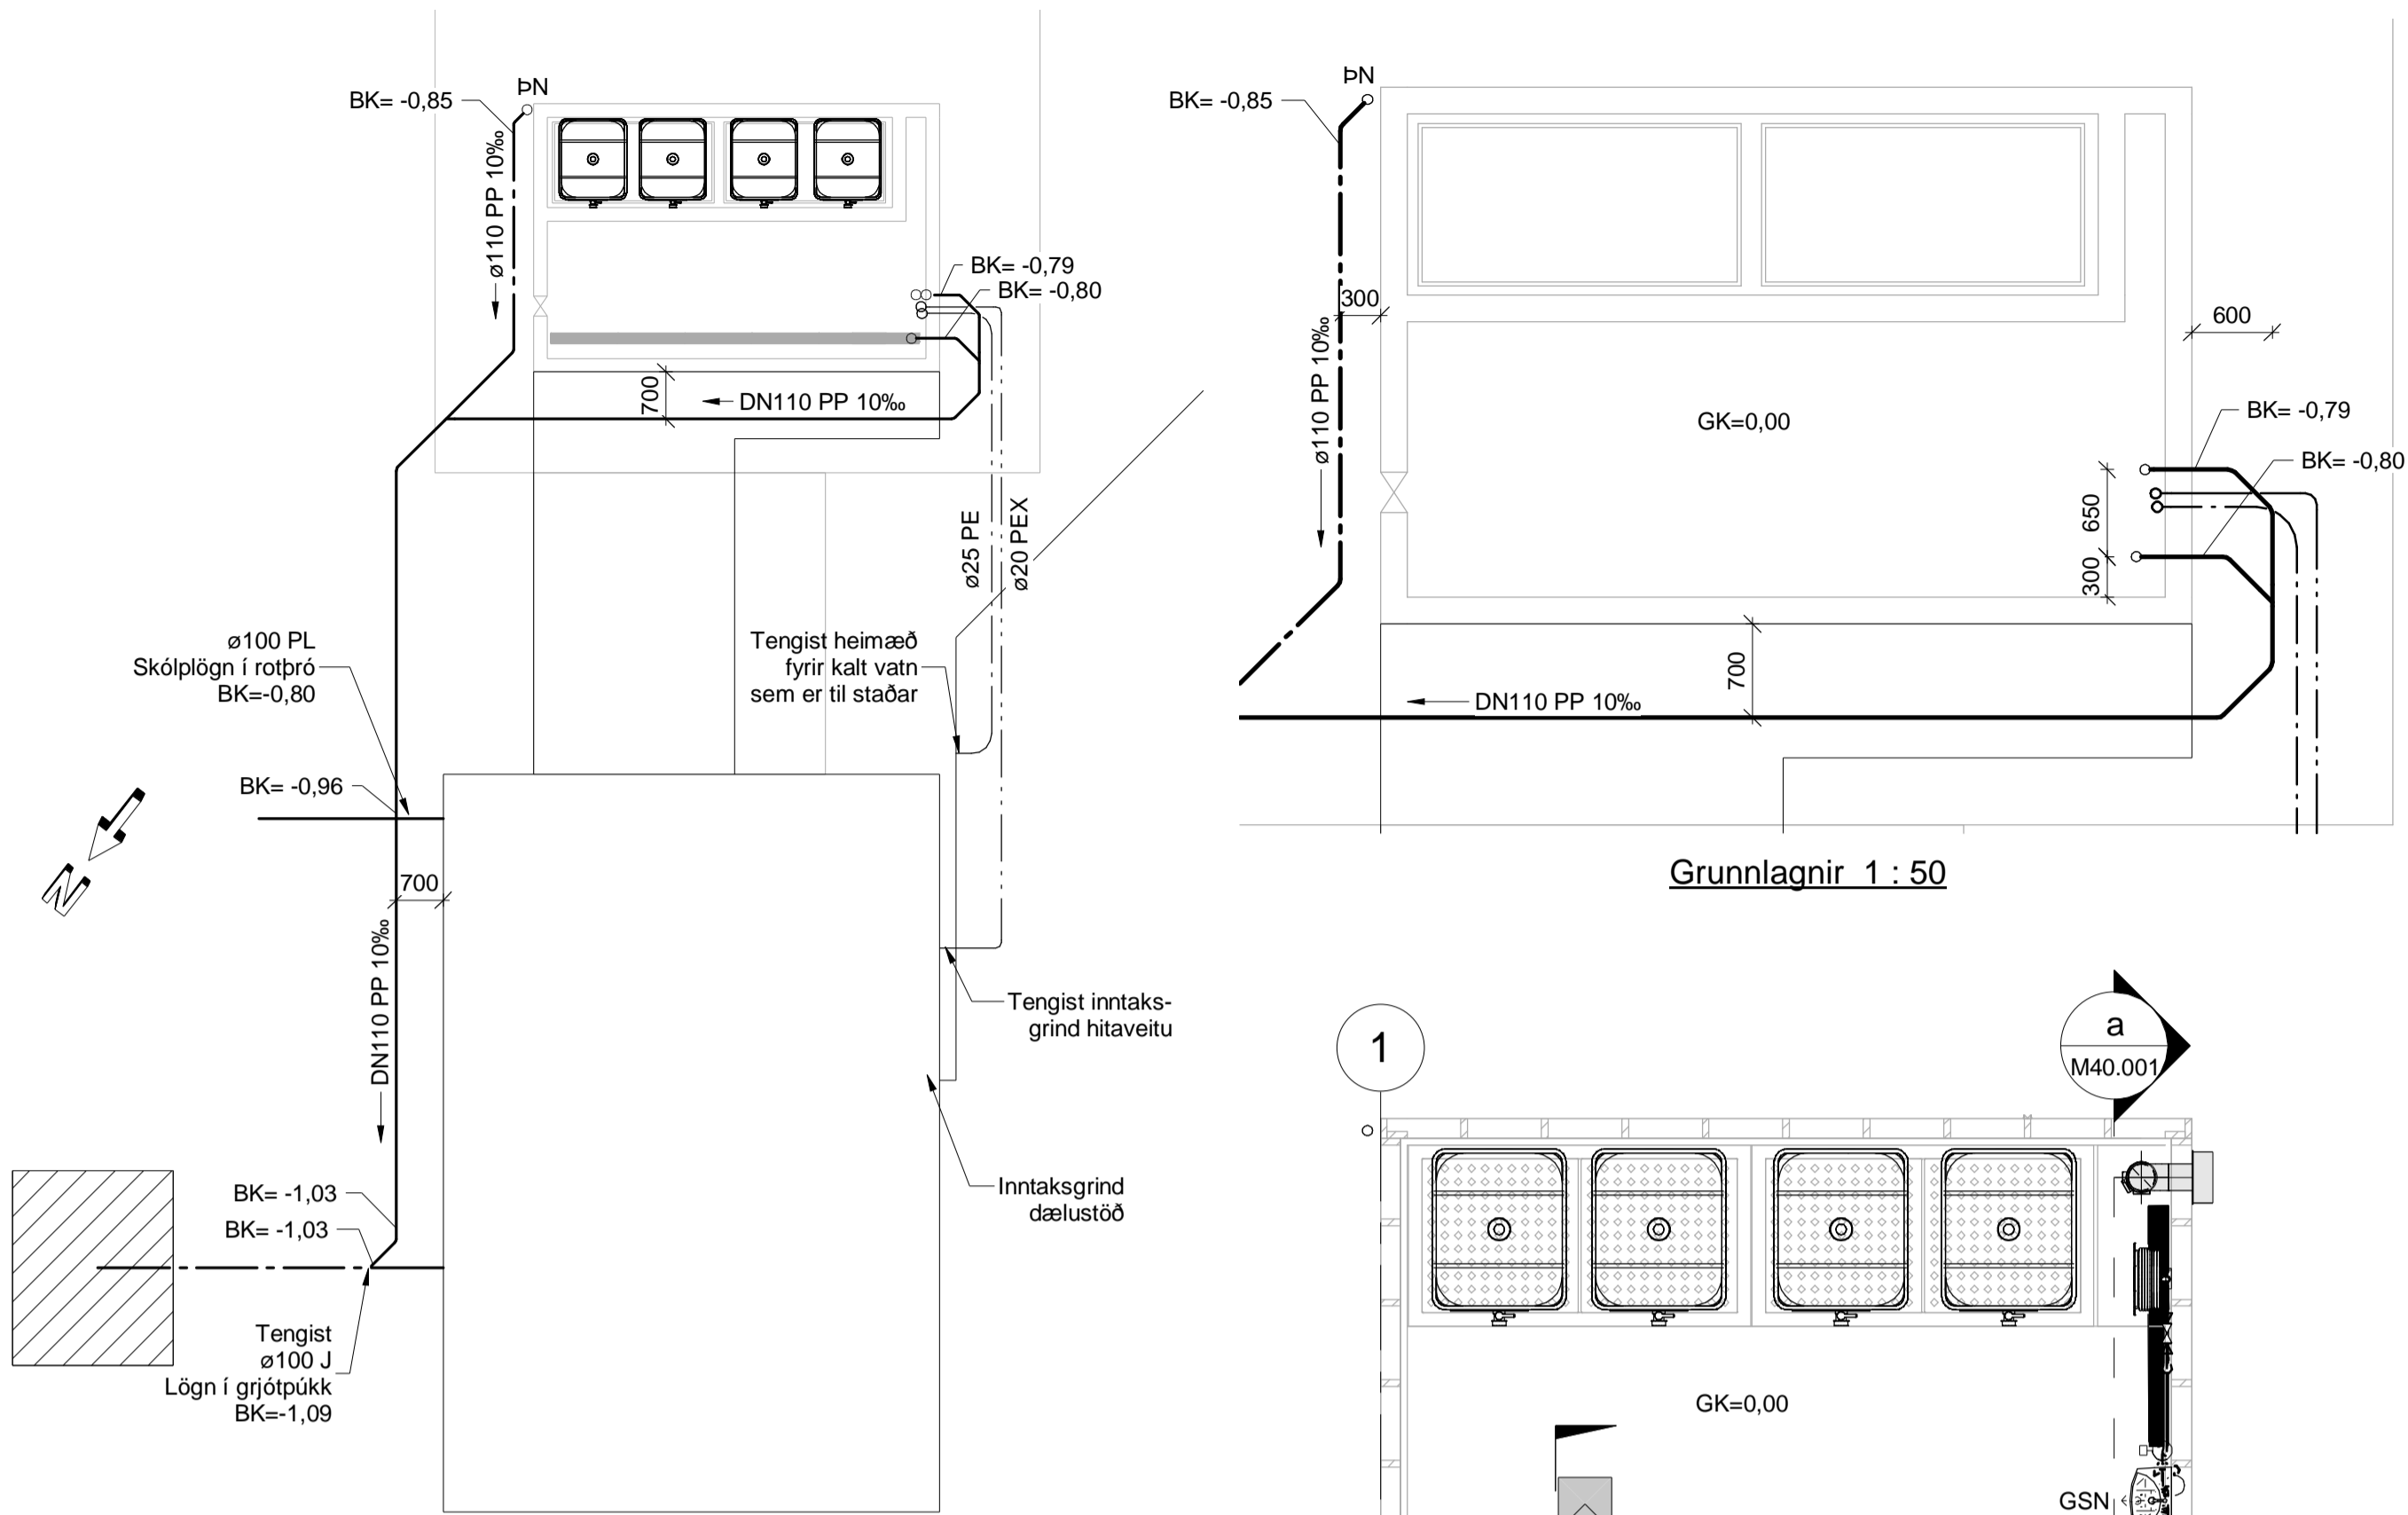 ÞN
BK= -0,85
ø110 PP 10‰
BK= -0,79
BK= -0,80
700
DN110 PP 10‰
ø25 PE
ø20 PEX
ø100 PL
Skólplögn í rotþró
BK=-0,80
Tengist heimæð
fyrir kalt vatn
sem er til staðar
BK= -0,96
N
700
DN110 PP 10‰
Tengist inntaks-
grind hitaveitu
Inntaksgrind
dælustöð
BK= -1,03
BK= -1,03
Tengist
ø100 J
Lögn í grjótpúkk
BK=-1,09
ÞN
BK= -0,85
300
600
ø110 PP 10‰
GK=0,00
BK= -0,79
BK= -0,80
650
300
700
DN110 PP 10‰
Grunnlagnir 1 : 50
1
a
M40.001
GK=0,00
GSN